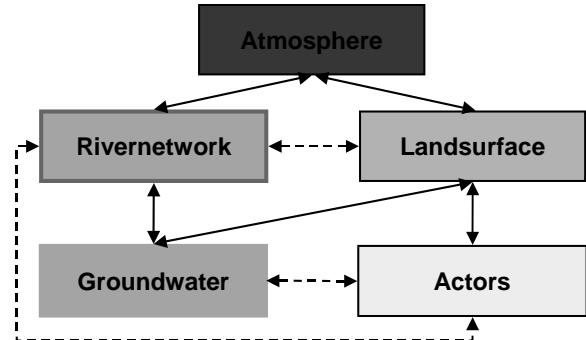 Atmosphere
Rivernetwork
Landsurface
Groundwater
Actors